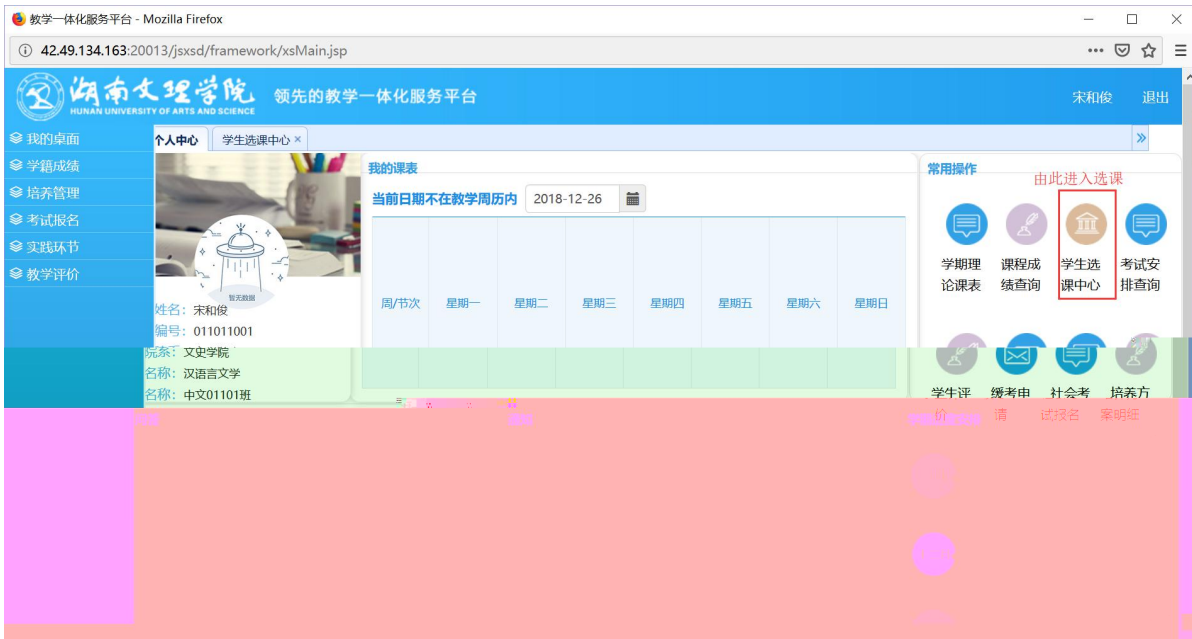 教学一体化服务平台 - Mozilla Firefox
42.49.134.163:20013/jsxsd/framework/xsMain.jsp
湖南文理学院
HUNAN UNIVERSITY OF ARTS AND SCIENCE
领先的教学一体化服务平台
宋和俊 退出
我的桌面
学籍成绩
培养管理
考试报名
实践环节
教学评价
个人中心 学生选课中心 ×
暂无数据
姓名：宋和俊
编号：011011001
院系：文史学院
名称：汉语言文学
名称：中文01101班
我的课表
当前日期不在教学周历内 2018-12-26
周/节次 星期一 星期二 星期三 星期四 星期五 星期六 星期日
常用操作
由此进入选课
学期理论课表
课程成绩查询
学生选课中心
考试安排查询
学生评价
缓考申请
社会考试报名
培养方案明细